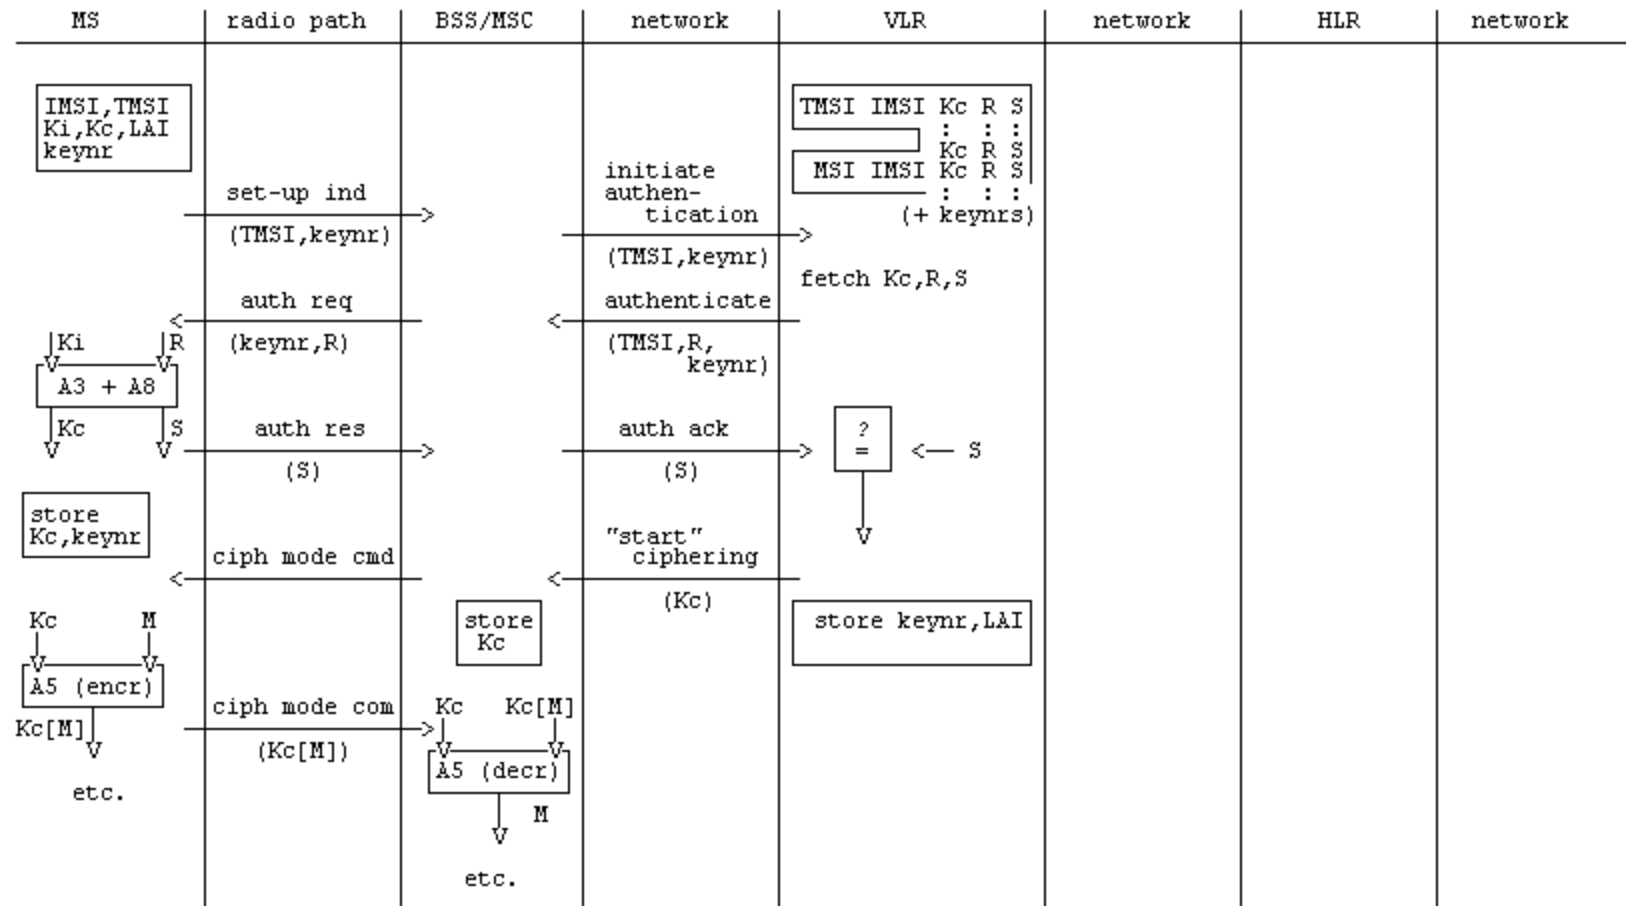 MS radio path BSS/MSC network VLR network HLR network
IMSI,TMSI
Ki,Kc,LAI
keynr
TMSI IMSI Kc R S
: : :
Kc R S
MSI IMSI Kc R S
: : :
(+ keynrs)
set-up ind
(TMSI,keynr)
initiate
authen-
tication
(TMSI,keynr)
fetch Kc,R,S
auth req
(keynr,R)
authenticate
(TMSI,R,
keynr)
Ki R
A3 + A8
Kc S
auth res
(S)
auth ack
(S)
?
=
S
store
Kc,keynr
ciph mode cmd
"start"
ciphering
(Kc)
store
Kc
store keynr,LAI
Kc M
A5 (encr)
Kc[M]
etc.
ciph mode com
(Kc[M])
Kc Kc[M]
A5 (decr)
M
etc.